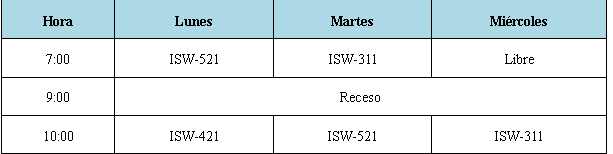 Hora Lunes Martes Miércoles
7:00 ISW-521 ISW-311 Libre
9:00 Receso
10:00 ISW-421 ISW-521 ISW-311